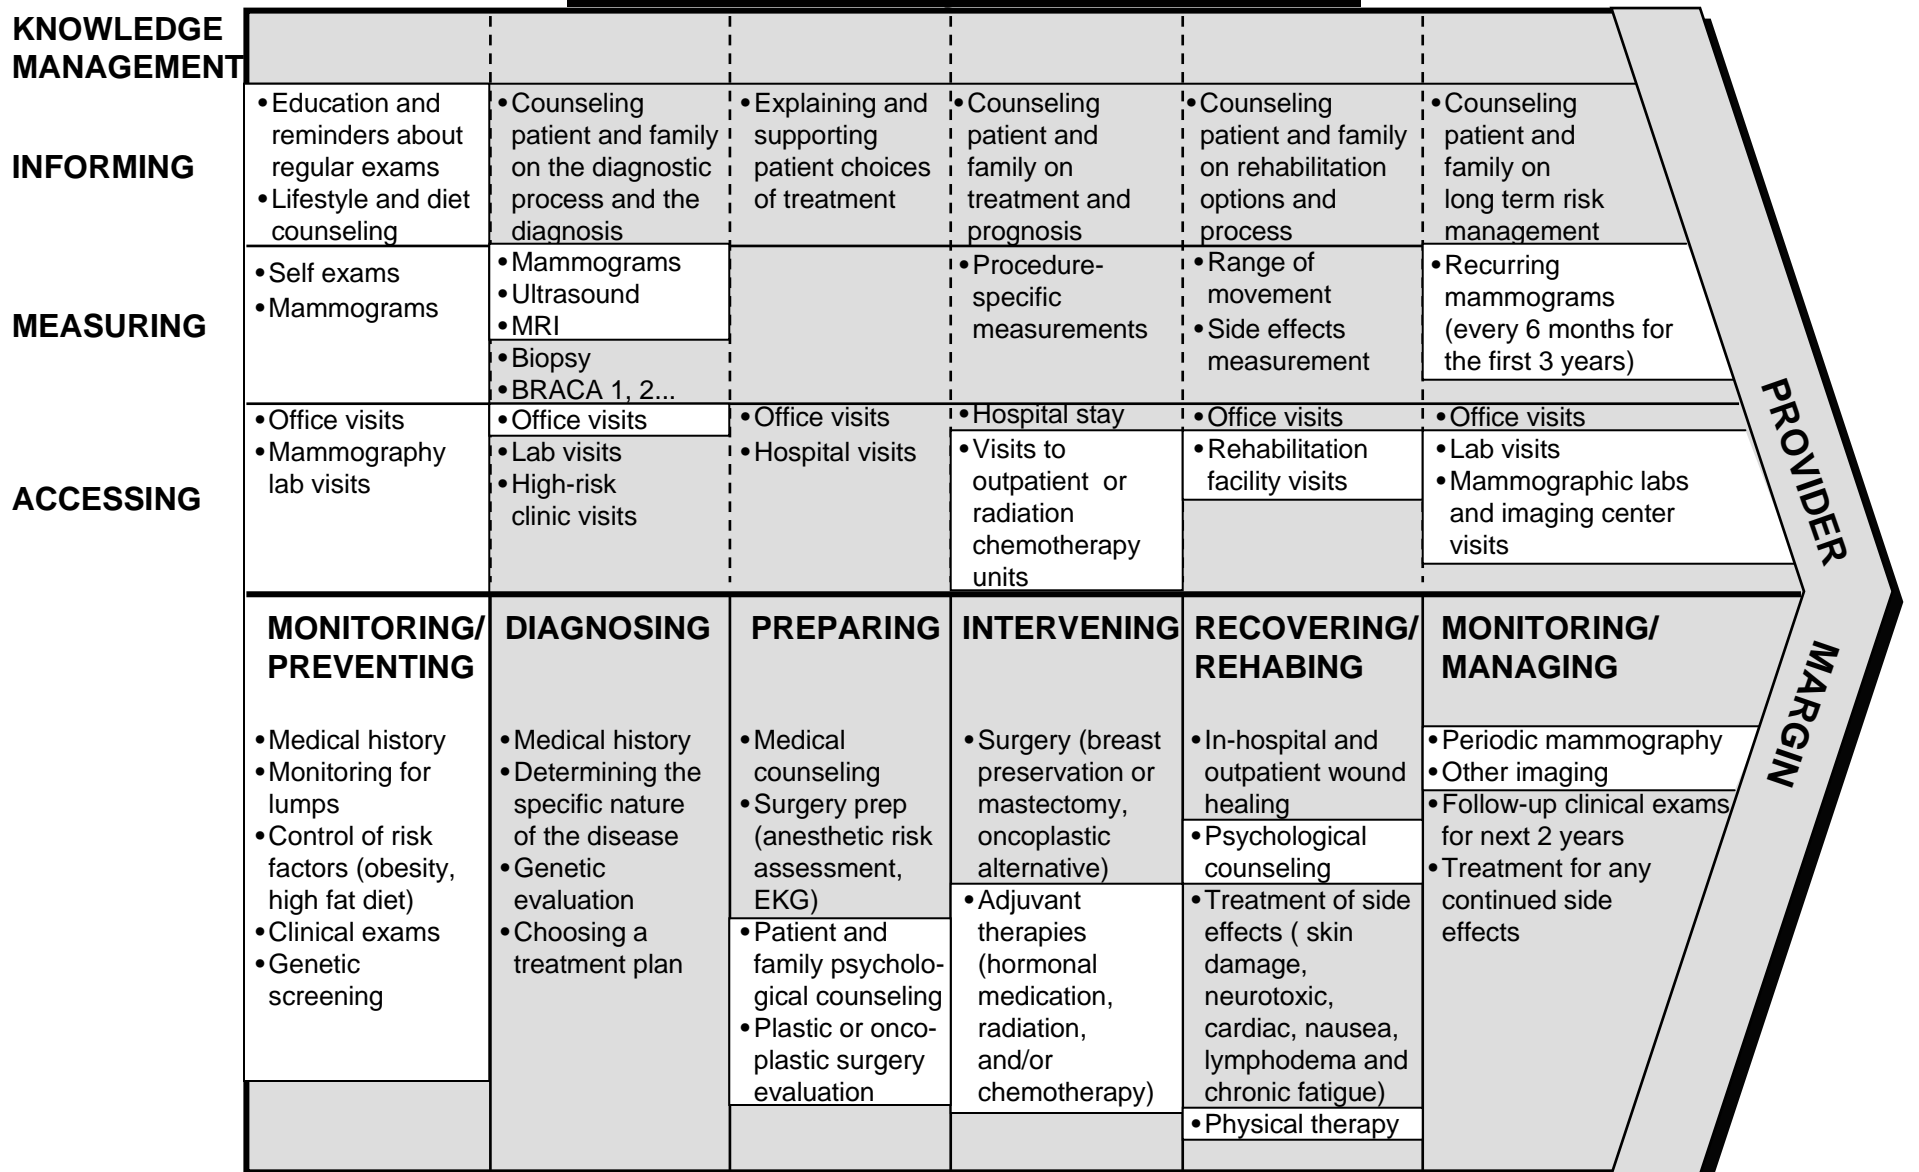 KNOWLEDGE
MANAGEMENT
INFORMING
•Education and
reminders about
regular exams
•Lifestyle and diet
counseling
•Counseling
patient and family
on the diagnostic
process and the
diagnosis
•Explaining and
supporting
patient choices
of treatment
•Counseling
patient and
family on
treatment and
prognosis
•Counseling
patient and family
on rehabilitation
options and
process
•Counseling
patient and
family on
long term risk
management
MEASURING
•Self exams
•Mammograms
•Mammograms
•Ultrasound
•MRI
•Biopsy
•BRACA 1, 2...
•Procedure-
specific
measurements
•Range of
movement
•Side effects
measurement
•Recurring
mammograms
(every 6 months for
the first 3 years)
ACCESSING
•Office visits
•Mammography
lab visits
•Office visits
•Lab visits
•High-risk
clinic visits
•Office visits
•Hospital visits
•Hospital stay
•Visits to
outpatient or
radiation
chemotherapy
units
•Office visits
•Rehabilitation
facility visits
•Office visits
•Lab visits
•Mammographic labs
and imaging center
visits
MONITORING/
PREVENTING
•Medical history
•Monitoring for
lumps
•Control of risk
factors (obesity,
high fat diet)
•Clinical exams
•Genetic
screening
DIAGNOSING
•Medical history
•Determining the
specific nature
of the disease
•Genetic
evaluation
•Choosing a
treatment plan
PREPARING
•Medical
counseling
•Surgery prep
(anesthetic risk
assessment,
EKG)
•Patient and
family psycholo-
gical counseling
•Plastic or onco-
plastic surgery
evaluation
INTERVENING
•Surgery (breast
preservation or
mastectomy,
oncoplastic
alternative)
•Adjuvant
therapies
(hormonal
medication,
radiation,
and/or
chemotherapy)
RECOVERING/
REHABING
•In-hospital and
outpatient wound
healing
•Psychological
counseling
•Treatment of side
effects ( skin
damage,
neurotoxic,
cardiac, nausea,
lymphodema and
chronic fatigue)
•Physical therapy
MONITORING/
MANAGING
•Periodic mammography
•Other imaging
•Follow-up clinical exams
for next 2 years
•Treatment for any
continued side
effects
PROVIDER
MARGIN